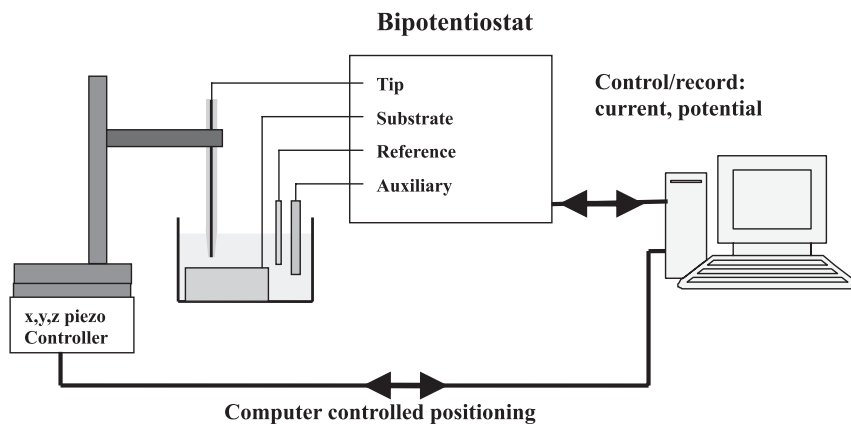 Bipotentiostat
Tip
Substrate
Reference
Auxiliary
Control/record:
current, potential
x,y,z piezo
Controller
Computer controlled positioning